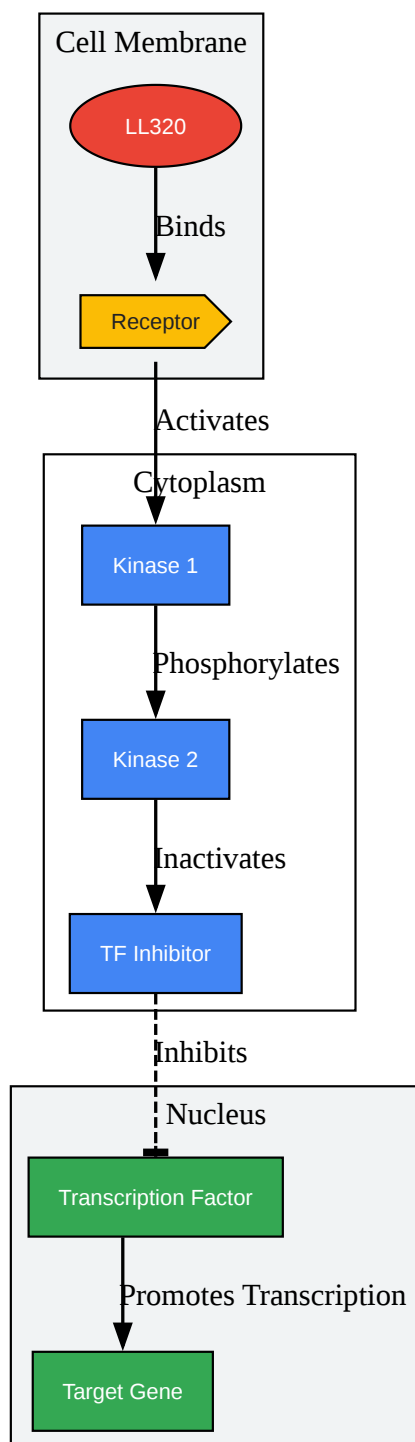 Cell Membrane
LL320
Binds
Receptor
Activates
Cytoplasm
Kinase 1
Phosphorylates
Kinase 2
Inactivates
TF Inhibitor
Inhibits
Nucleus
Transcription Factor
Promotes Transcription
Target Gene